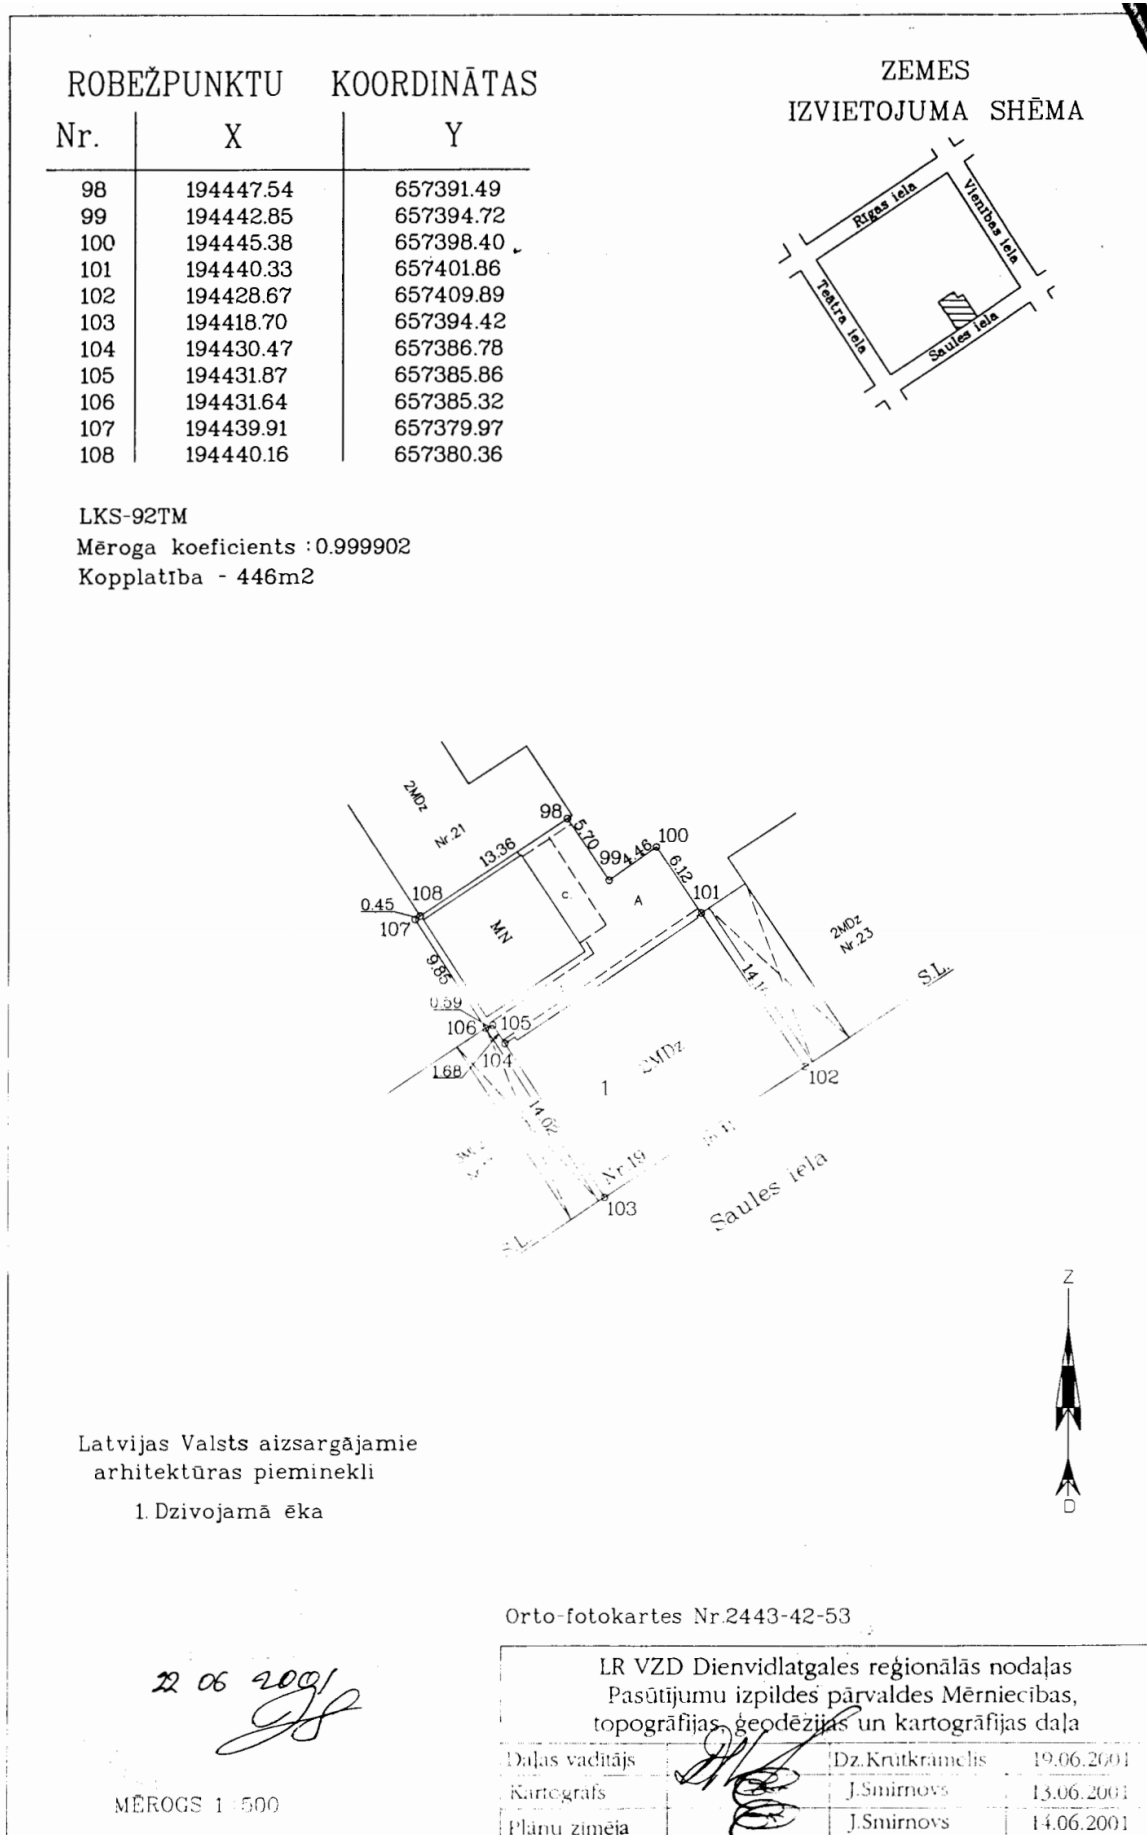 ROBEŽPUNKTU KOORDINĀTAS
Nr. X Y
98 194447.54 657391.49
99 194442.85 657394.72
100 194445.38 657398.40
101 194440.33 657401.86
102 194428.67 657409.89
103 194418.70 657394.42
104 194430.47 657386.78
105 194431.87 657385.86
106 194431.64 657385.32
107 194439.91 657379.97
108 194440.16 657380.36
ZEMES
IZVIETOJUMA SHĒMA
Rīgas iela
Vienības iela
Teātra iela
Saules iela
LKS-92TM
Mēroga koeficients : 0.999902
Kopplatība - 446m2
2MDz
Nr.21
98
5.70
99
4.46
100
6.12
101
13.36
108
0.45
107
MN
c.
A
9.85
2MDz
Nr.23
S.L.
0.59
106
105
104
1.68
2MDz
1
102
14.02
Nr.19
103
Saules iela
S.L.
Z
D
Latvijas Valsts aizsargājamie
arhitektūras pieminekli
1. Dzivojamā ēka
Orto-fotokartes Nr.2443-42-53
22 06 2001
MĒROGS 1 :500
LR VZD Dienvidlatgales reģionālās nodaļas
Pasūtījumu izpildes pārvaldes Mērniecības,
topogrāfijas, ģeodēzijas un kartogrāfijas daļa
Daļas vadītājs Dz.Krūtkrāmelis 19.06.2001
Kartogrāfs J.Smirnovs 13.06.2001
Plānu zīmēja J.Smirnovs 14.06.2001